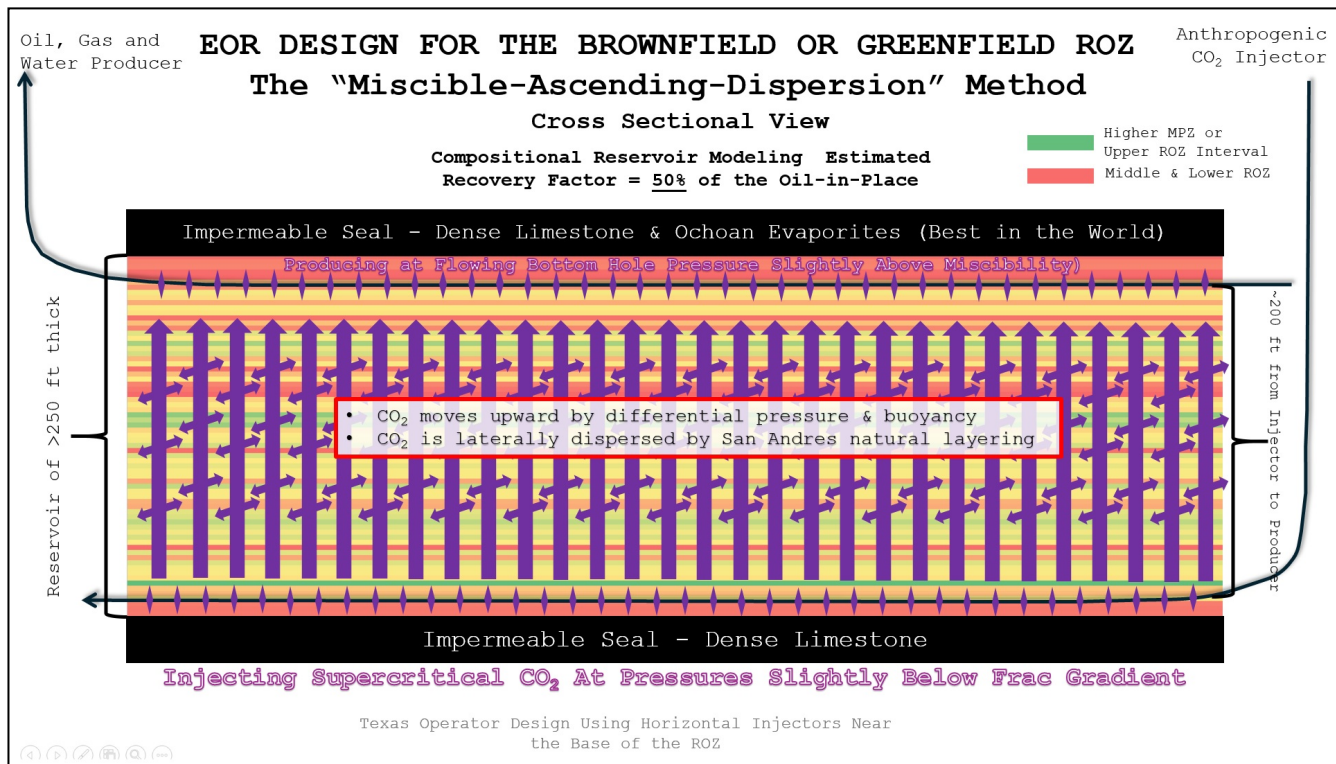 Oil, Gas and
Water Producer
EOR DESIGN FOR THE BROWNFIELD OR GREENFIELD ROZ
The “Miscible-Ascending-Dispersion” Method
Cross Sectional View
Compositional Reservoir Modeling Estimated
Recovery Factor = 50% of the Oil-in-Place
Anthropogenic
CO₂ Injector
Higher MPZ or
Upper ROZ Interval
Middle & Lower ROZ
Impermeable Seal – Dense Limestone & Ochoan Evaporites (Best in the World)
Producing at Flowing Bottom Hole Pressure Slightly Above Miscibility)
Reservoir of >250 ft thick
• CO₂ moves upward by differential pressure & buoyancy
• CO₂ is laterally dispersed by San Andres natural layering
~200 ft from Injector to Producer
Impermeable Seal – Dense Limestone
Injecting Supercritical CO₂ At Pressures Slightly Below Frac Gradient
Texas Operator Design Using Horizontal Injectors Near
the Base of the ROZ